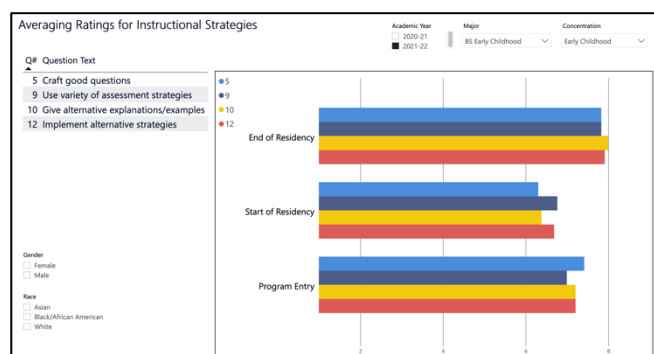 Averaging Ratings for Instructional Strategies
Academic Year
2020-21
2021-22
Major
BS Early Childhood
Concentration
Early Childhood
Q# Question Text
5 Craft good questions
9 Use variety of assessment strategies
10 Give alternative explanations/examples
12 Implement alternative strategies
Gender
Female
Male
Race
Asian
Black/African American
White
5
9
10
12
End of Residency
Start of Residency
Program Entry
2 4 6 8